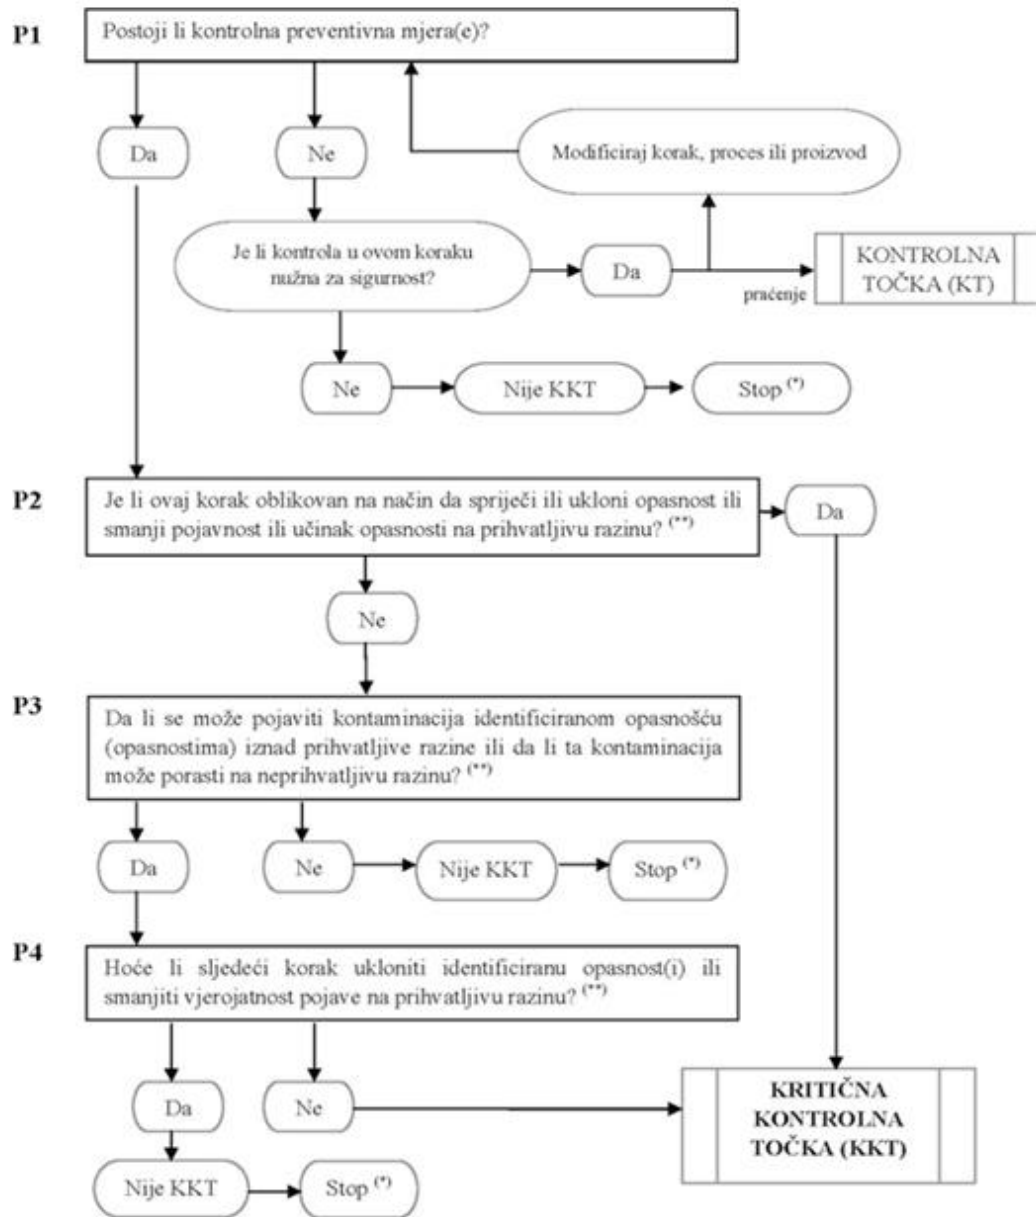 P1
Postoji li kontrolna preventivna mjera(e)?
Da
Ne
Modificiraj korak, proces ili proizvod
Je li kontrola u ovom koraku
nužna za sigurnost?
Da
praćenje
KONTROLNA
TOČKA (KT)
Ne
Nije KKT
Stop (*)
P2
Je li ovaj korak oblikovan na način da spriječi ili ukloni opasnost ili
smanji pojavnost ili učinak opasnosti na prihvatljivu razinu? (**)
Da
Ne
P3
Da li se može pojaviti kontaminacija identificiranom opasnošću
(opasnostima) iznad prihvatljive razine ili da li ta kontaminacija
može porasti na neprihvatljivu razinu? (**)
Da
Ne
Nije KKT
Stop (*)
P4
Hoće li sljedeći korak ukloniti identificiranu opasnost(i) ili
smanjiti vjerojatnost pojave na prihvatljivu razinu? (**)
Da
Ne
KRITIČNA
KONTROLNA
TOČKA (KKT)
Nije KKT
Stop (*)